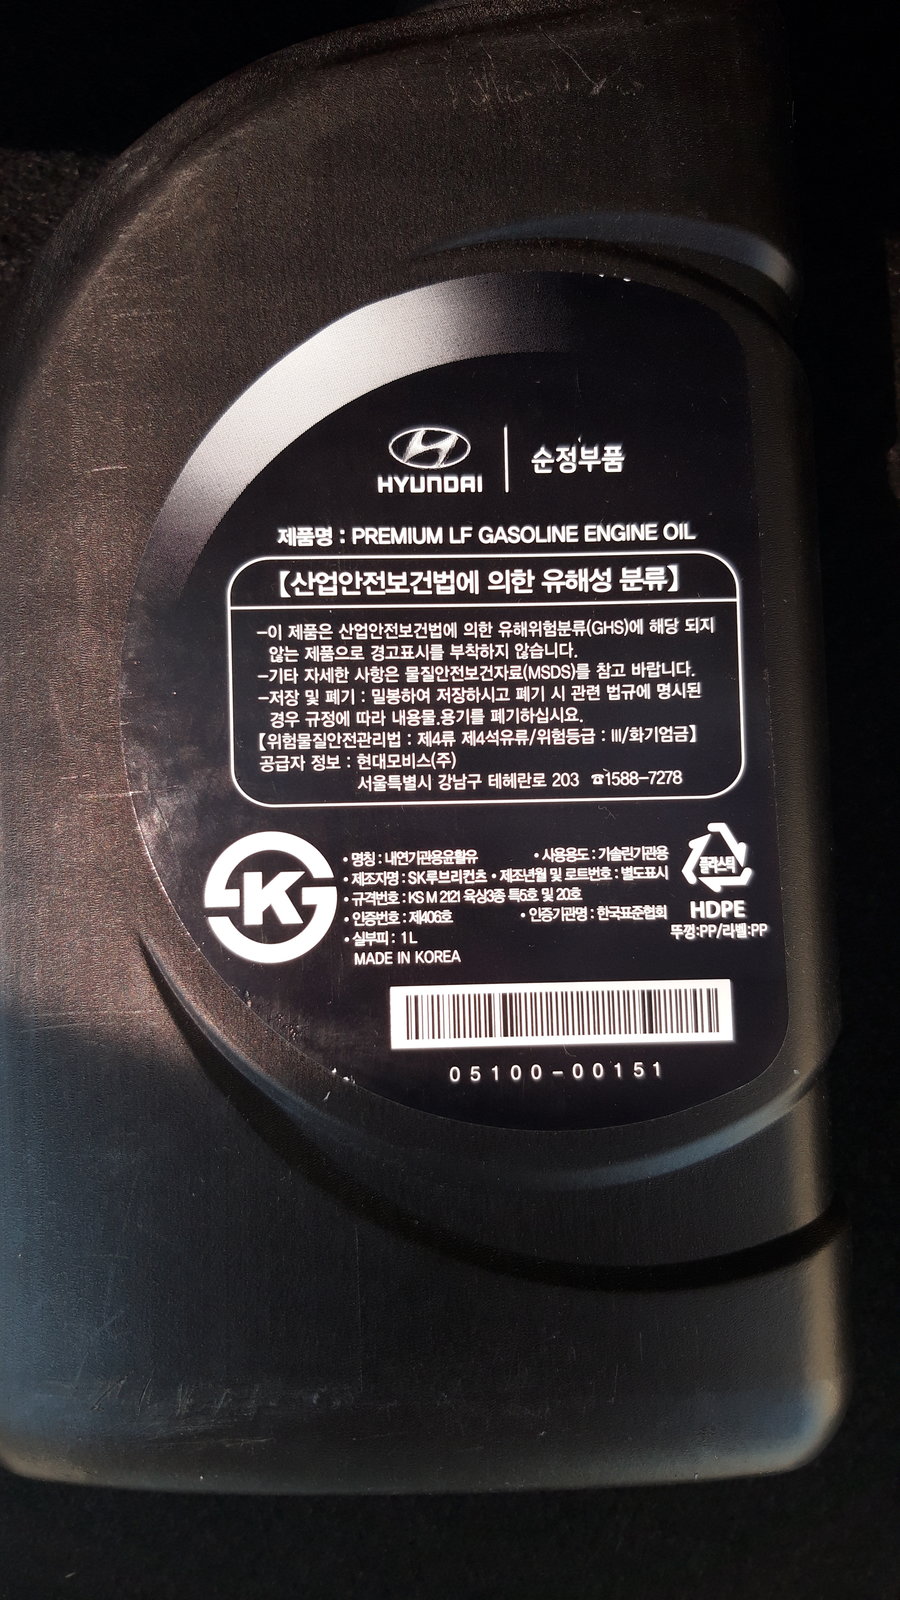 HYUNDAI
순정부품
제품명 : PREMIUM LF GASOLINE ENGINE OIL
【산업안전보건법에 의한 유해성 분류】
-이 제품은 산업안전보건법에 의한 유해위험분류(GHS)에 해당 되지
않는 제품으로 경고표시를 부착하지 않습니다.
-기타 자세한 사항은 물질안전보건자료(MSDS)를 참고 바랍니다.
-저장 및 폐기 : 밀봉하여 저장하시고 폐기 시 관련 법규에 명시된
경우 규정에 따라 내용물.용기를 폐기하십시요.
【위험물질안전관리법 : 제4류 제4석유류/위험등급 : III/화기엄금】
공급자 정보 : 현대모비스(주)
서울특별시 강남구 테헤란로 203 ☎1588-7278
K
• 명칭 : 내연기관용윤활유 • 사용용도 : 가솔린기관용
• 제조자명 : SK루브리컨츠 • 제조년월 및 로트번호 : 별도표시
• 규격번호 : KS M 2121 육상3종 특5호 및 20호
• 인증번호 : 제406호 • 인증기관명 : 한국표준협회
• 실부피 : 1 L
MADE IN KOREA
플라스틱
HDPE
뚜껑:PP/라벨:PP
05100-00151